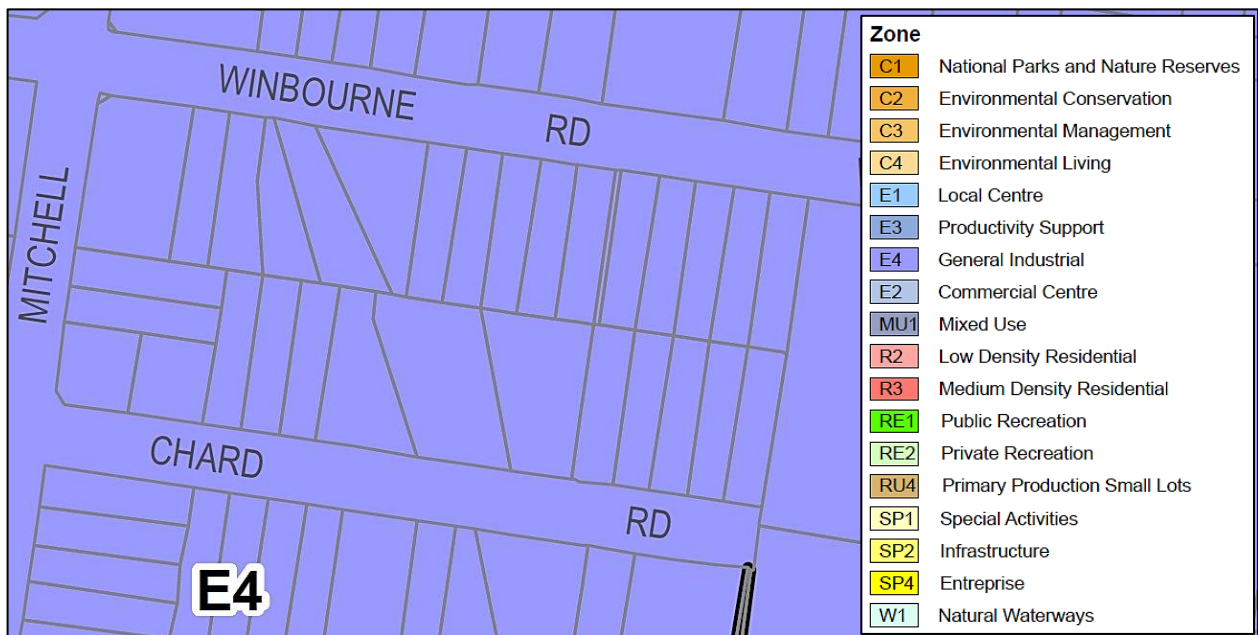 WINBOURNE RD
MITCHELL
CHARD RD
E4
Zone
C1 National Parks and Nature Reserves
C2 Environmental Conservation
C3 Environmental Management
C4 Environmental Living
E1 Local Centre
E3 Productivity Support
E4 General Industrial
E2 Commercial Centre
MU1 Mixed Use
R2 Low Density Residential
R3 Medium Density Residential
RE1 Public Recreation
RE2 Private Recreation
RU4 Primary Production Small Lots
SP1 Special Activities
SP2 Infrastructure
SP4 Entreprise
W1 Natural Waterways